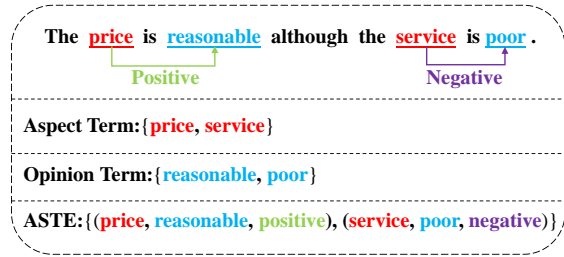 The price is reasonable although the service is poor .
Positive Negative
Aspect Term:{price, service}
Opinion Term:{reasonable, poor}
ASTE:{(price, reasonable, positive), (service, poor, negative)}